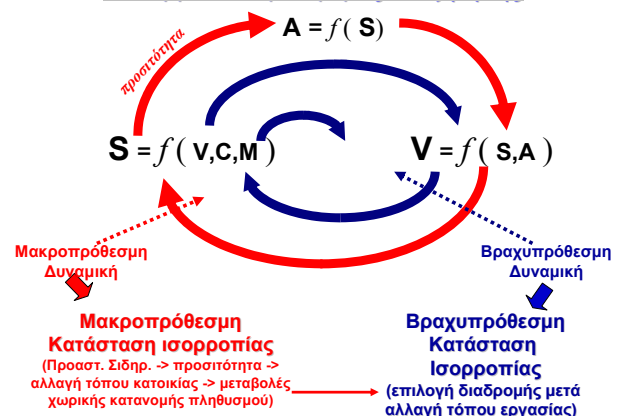 A = f( S)
προσιτότητα
S = f( V,C,M )
V = f( S,A )
Μακροπρόθεσμη
Δυναμική
Βραχυπρόθεσμη
Δυναμική
Μακροπρόθεσμη
Κατάσταση ισορροπίας
(Προαστ. Σιδηρ. -> προσιτότητα ->
αλλαγή τόπου κατοικίας -> μεταβολές
χωρικής κατανομής πληθυσμού)
Βραχυπρόθεσμη
Κατάσταση
Ισορροπίας
(επιλογή διαδρομής μετά
αλλαγή τόπου εργασίας)